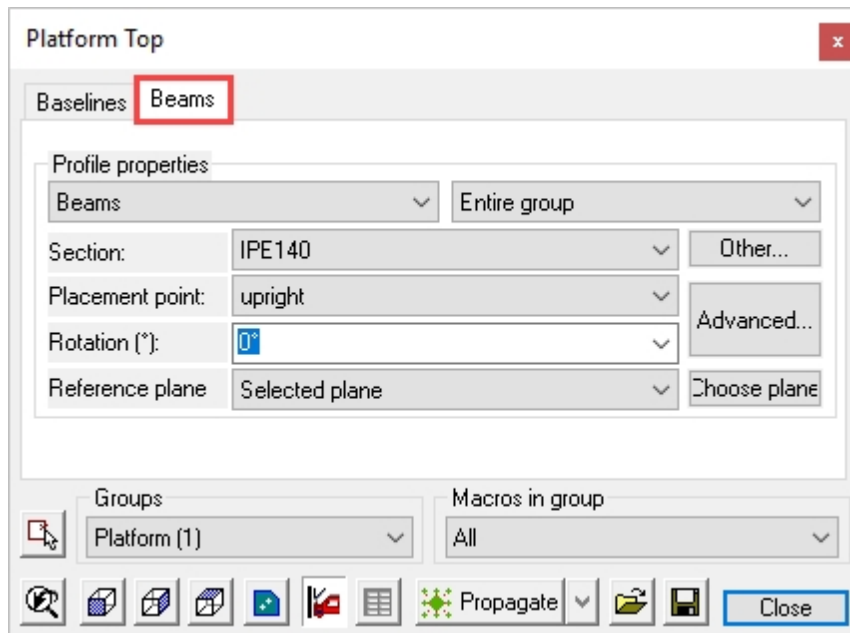 Platform Top
x
Baselines Beams
Profile properties
Beams Entire group
Section: IPE140 Other...
Placement point: upright
Advanced...
Rotation (°): 0°
Reference plane Selected plane Choose plane
Groups Macros in group
Platform (1) All
Propagate Close